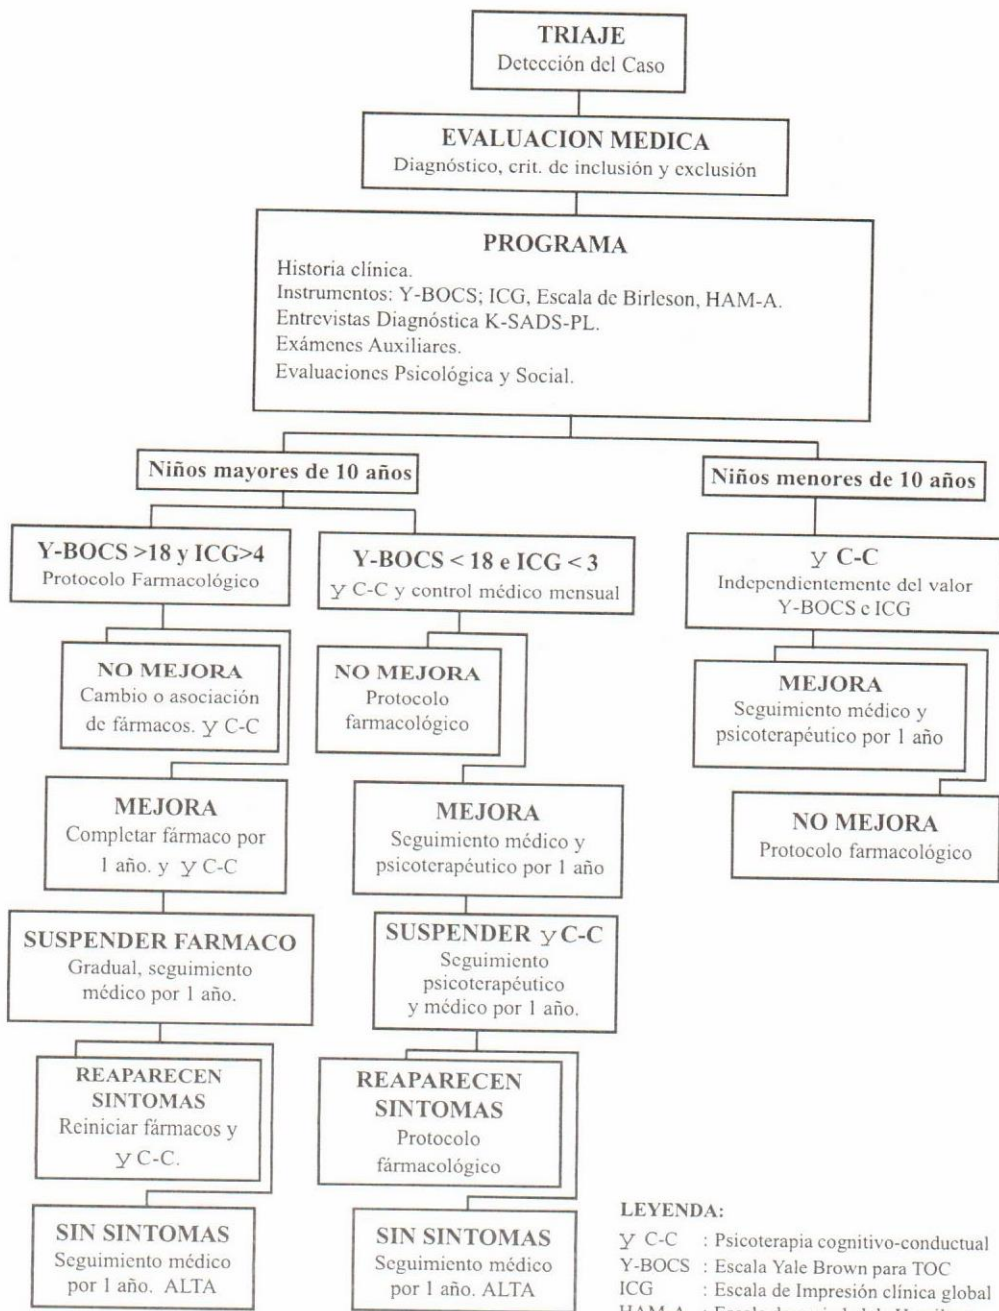 TRIAJE
Detección del Caso
EVALUACION MEDICA
Diagnóstico, crit. de inclusión y exclusión
PROGRAMA
Historia clínica.
Instrumentos: Y-BOCS; ICG, Escala de Birleson, HAM-A.
Entrevistas Diagnóstica K-SADS-PL.
Exámenes Auxiliares.
Evaluaciones Psicológica y Social.
Niños mayores de 10 años
Y-BOCS >18 y ICG>4
Protocolo Farmacológico
NO MEJORA
Cambio o asociación
de fármacos. y C-C
MEJORA
Completar fármaco por
1 año. y y C-C
SUSPENDER FARMACO
Gradual, seguimiento
médico por 1 año.
REAPARECEN
SINTOMAS
Reiniciar fármacos y
y C-C.
SIN SINTOMAS
Seguimiento médico
por 1 año. ALTA
Y-BOCS < 18 e ICG < 3
y C-C y control médico mensual
NO MEJORA
Protocolo
farmacológico
MEJORA
Seguimiento médico y
psicoterapéutico por 1 año
SUSPENDER y C-C
Seguimiento
psicoterapéutico
y médico por 1 año.
REAPARECEN
SINTOMAS
Protocolo
fármacológico
SIN SINTOMAS
Seguimiento médico
por 1 año. ALTA
Niños menores de 10 años
y C-C
Independientemente del valor
Y-BOCS e ICG
MEJORA
Seguimiento médico y
psicoterapéutico por 1 año
NO MEJORA
Protocolo farmacológico
LEYENDA:
y C-C : Psicoterapia cognitivo-conductual
Y-BOCS : Escala Yale Brown para TOC
ICG : Escala de Impresión clínica global